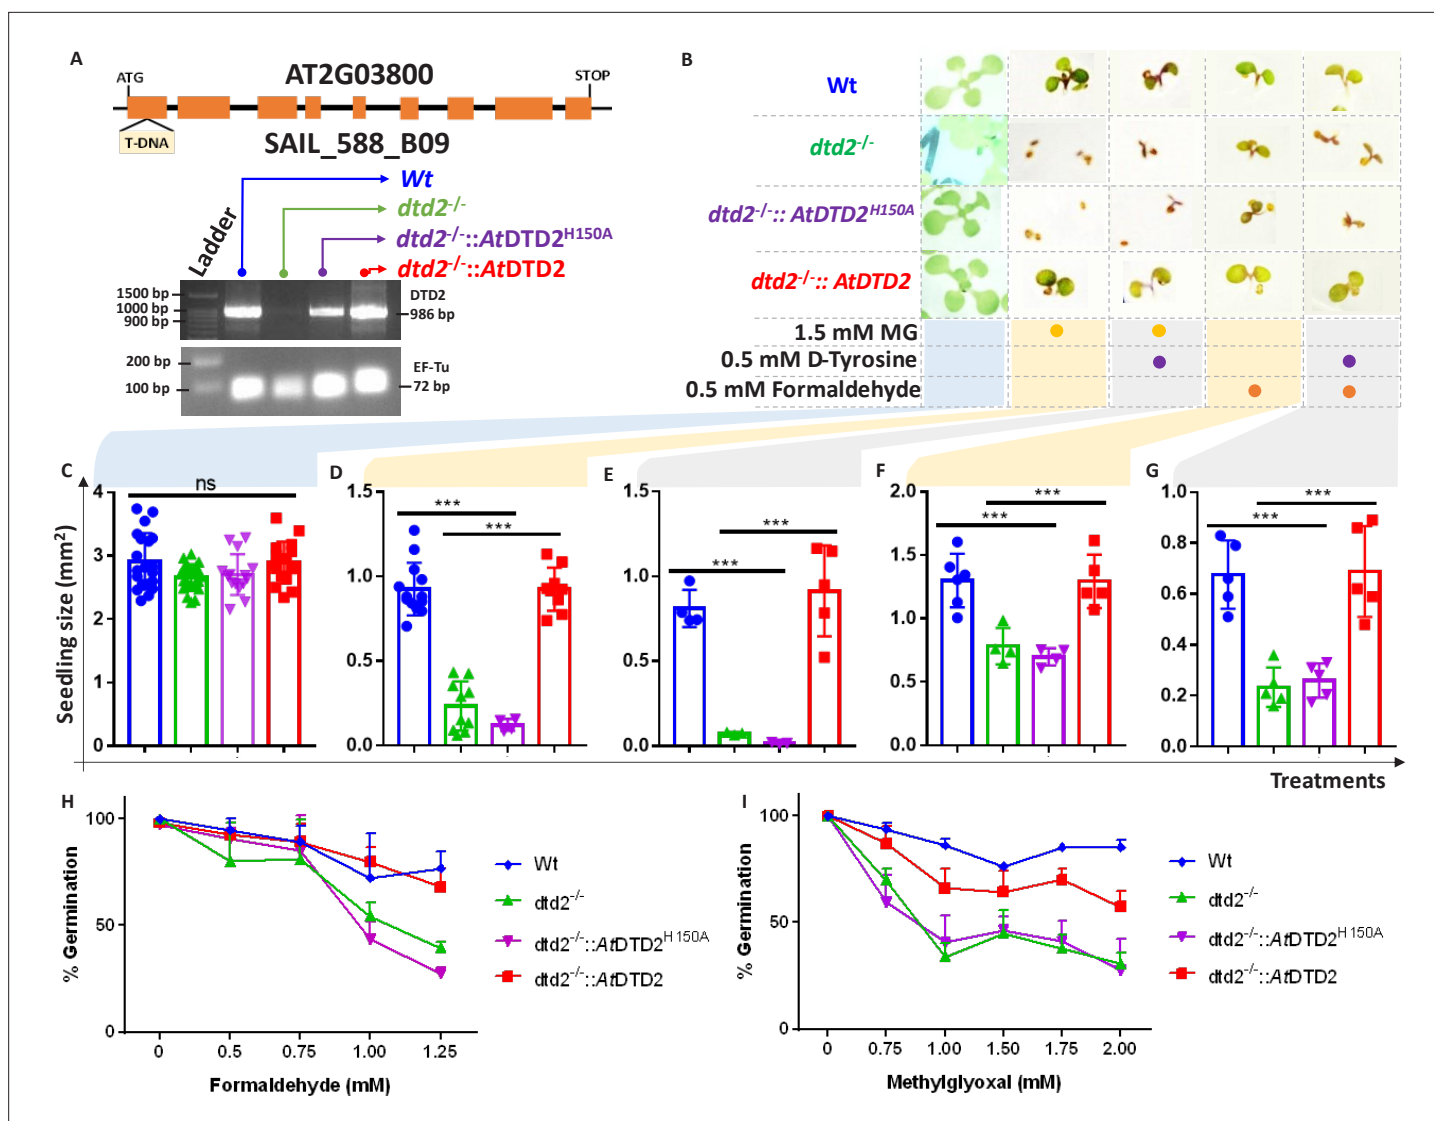 A
ATG
AT2G03800
STOP
T-DNA
SAIL_588_B09
Wt
dtd2-/-
dtd2-/-::AtDTD2H150A
dtd2-/-::AtDTD2
Ladder
1500 bp
1000 bp
900 bp
DTD2
986bp
200 bp
100 bp
EF-Tu
72 bp
B
Wt
dtd2-/-
dtd2-/-:: AtDTD2H150A
dtd2-/-:: AtDTD2
1.5 mM MG
0.5 mM D-Tyrosine
0.5 mM Formaldehyde
C
ns
4
3
2
1
0
Seedling size (mm2)
D
***
***
1.5
1.0
0.5
0.0
E
***
***
1.5
1.0
0.5
0.0
F
***
***
2.0
1.5
1.0
0.5
0.0
G
***
***
1.0
0.8
0.6
0.4
0.2
0.0
Treatments
H
% Germination
100
50
0
0 0.5 0.75 1.00 1.25
Formaldehyde (mM)
Wt
dtd2-/-
dtd2-/-::AtDTD2H150A
dtd2-/-::AtDTD2
I
% Germination
100
50
0
0 0.75 1.00 1.50 1.75 2.00
Methylglyoxal (mM)
Wt
dtd2-/-
dtd2-/-::AtDTD2H150A
dtd2-/-::AtDTD2